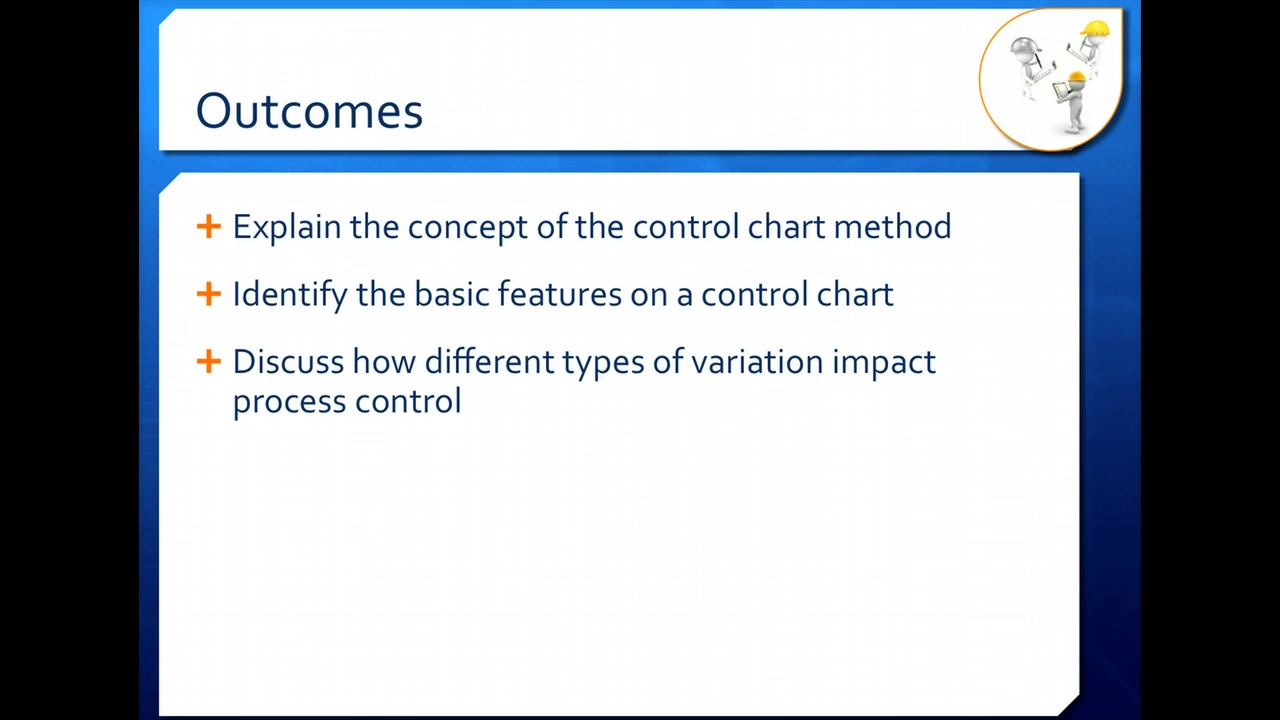 Outcomes
Explain the concept of the control chart method
Identify the basic features on a control chart
Discuss how different types of variation impact
process control